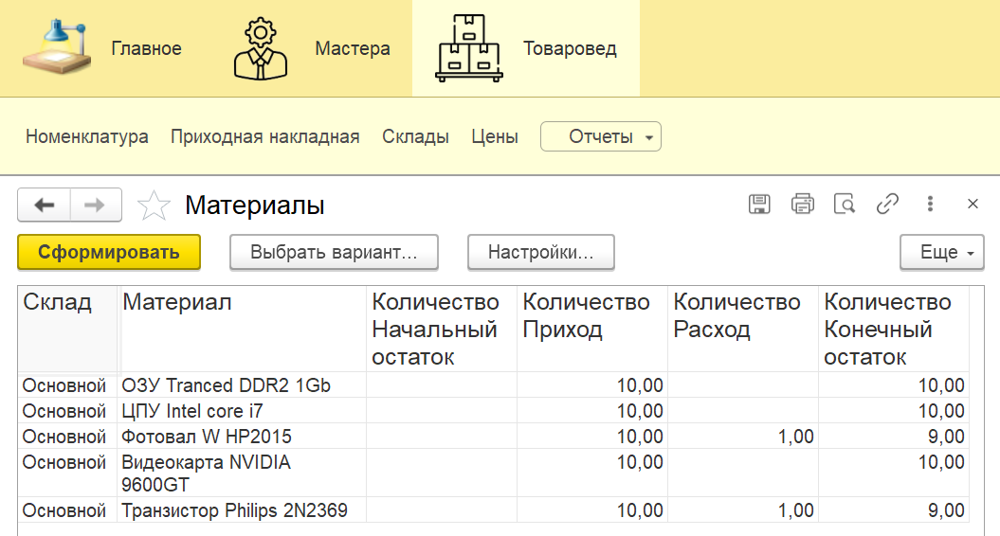 Главное
Мастера
Товаровед
Номенклатура Приходная накладная Склады Цены Отчеты
Материалы
Сформировать Выбрать вариант... Настройки... Еще
Склад Материал Количество Начальный остаток Количество Приход Количество Расход Количество Конечный остаток
Основной ОЗУ Tranced DDR2 1Gb 10,00 10,00
Основной ЦПУ Intel core i7 10,00 10,00
Основной Фотовал W HP2015 10,00 1,00 9,00
Основной Видеокарта NVIDIA 9600GT 10,00 10,00
Основной Транзистор Philips 2N2369 10,00 1,00 9,00